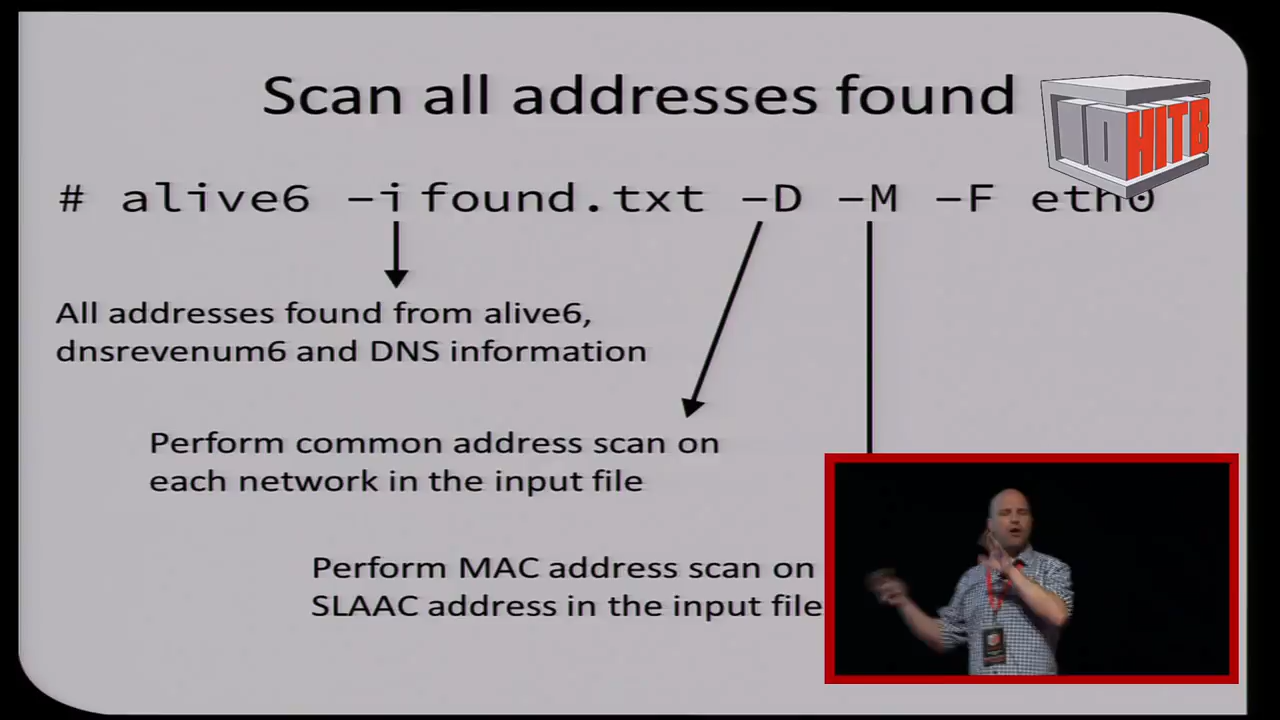 Scan all addresses found
HITB
# alive6 –i found.txt –D –M –F eth0
All addresses found from alive6,
dnsrevenum6 and DNS information
Perform common address scan on
each network in the input file
Perform MAC address scan on
SLAAC address in the input file